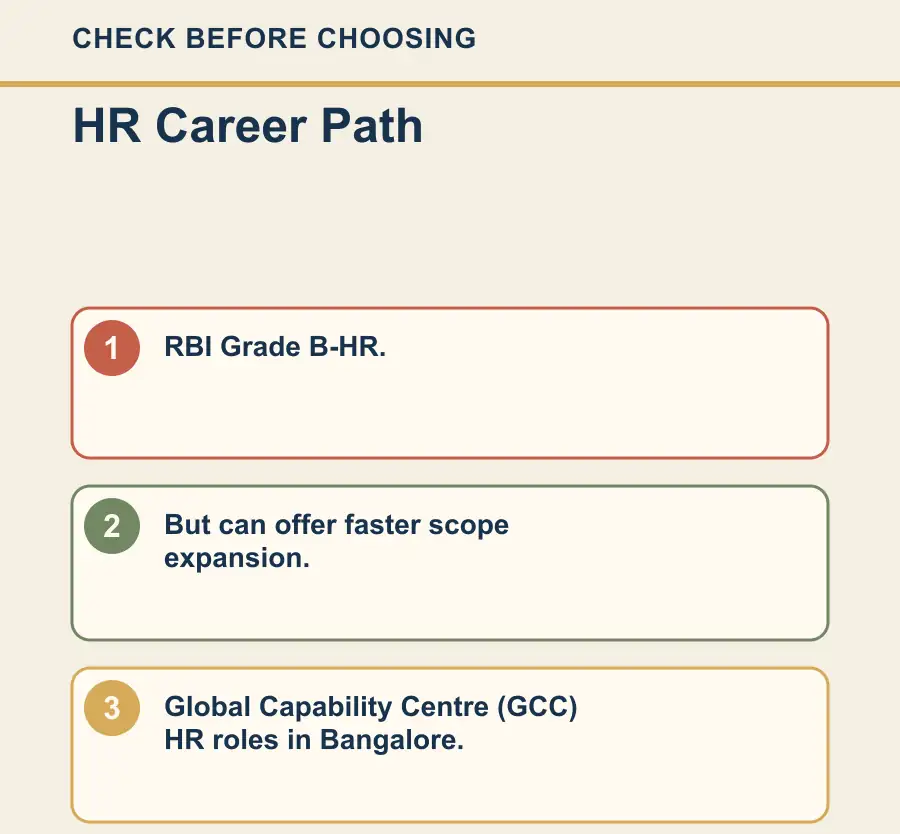 CHECK BEFORE CHOOSING
HR Career Path
1
RBI Grade B-HR.
2
But can offer faster scope
expansion.
3
Global Capability Centre (GCC)
HR roles in Bangalore.